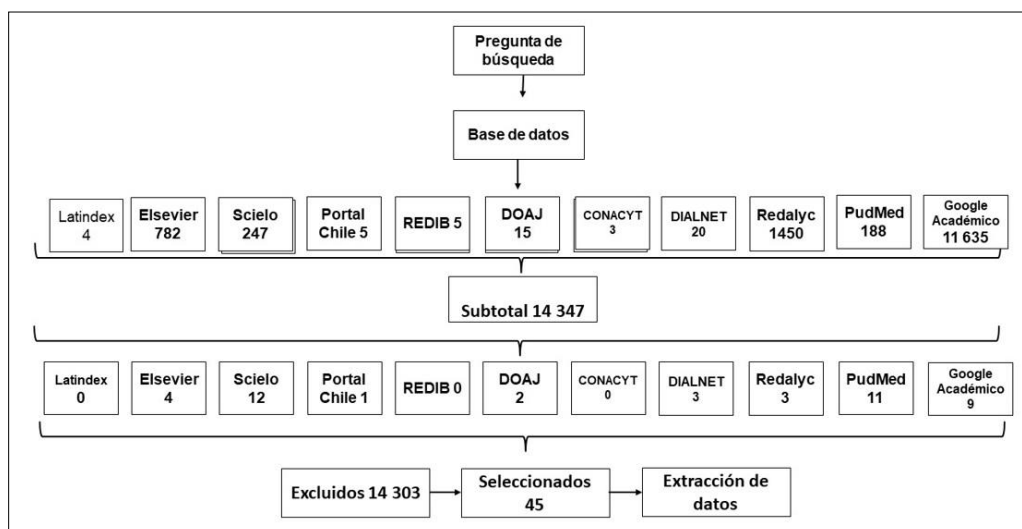 Pregunta de
búsqueda
Base de datos
Latindex
4
Elsevier
782
Scielo
247
Portal
Chile 5
REDIB 5
DOAJ
15
CONACYT
3
DIALNET
20
Redalyc
1450
PudMed
188
Google
Académico
11 635
Subtotal 14 347
Latindex
0
Elsevier
4
Scielo
12
Portal
Chile 1
REDIB 0
DOAJ
2
CONACYT
0
DIALNET
3
Redalyc
3
PudMed
11
Google
Académico
9
Excluidos 14 303
Seleccionados
45
Extracción de
datos